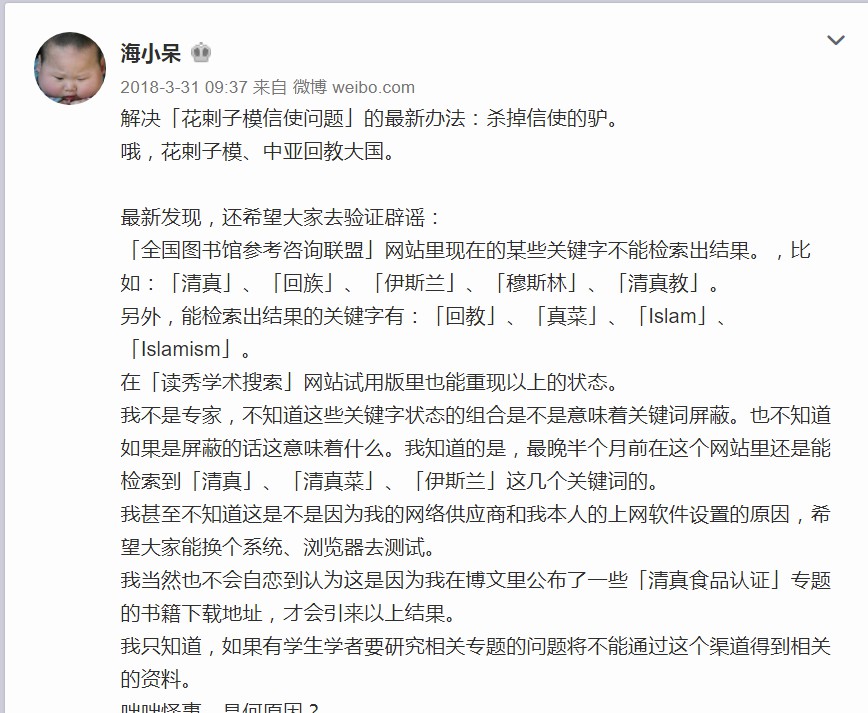 海小呆
2018-3-31 09:37 来自 微博 weibo.com
解决「花剌子模信使问题」的最新办法：杀掉信使的驴。
哦，花剌子模、中亚回教大国。
最新发现，还希望大家去验证辟谣：
「全国图书馆参考咨询联盟」网站里现在的某些关键字不能检索出结果。，比
如：「清真」、「回族」、「伊斯兰」、「穆斯林」、「清真教」。
另外，能检索出结果的关键字有：「回教」、「真菜」、「Islam」、
「Islamism」。
在「读秀学术搜索」网站试用版里也能重现以上的状态。
我不是专家，不知道这些关键字状态的组合是不是意味着关键词屏蔽。也不知道
如果是屏蔽的话这意味着什么。我知道的是，最晚半个月前在这个网站里还是能
检索到「清真」、「清真菜」、「伊斯兰」这几个关键词的。
我甚至不知道这是不是因为我的网络供应商和我本人的上网软件设置的原因，希
望大家能换个系统、浏览器去测试。
我当然也不会自恋到认为这是因为我在博文里公布了一些「清真食品认证」专题
的书籍下载地址，才会引来以上结果。
我只知道，如果有学生学者要研究相关专题的问题将不能通过这个渠道得到相关
的资料。
咄咄怪事，是何原因？